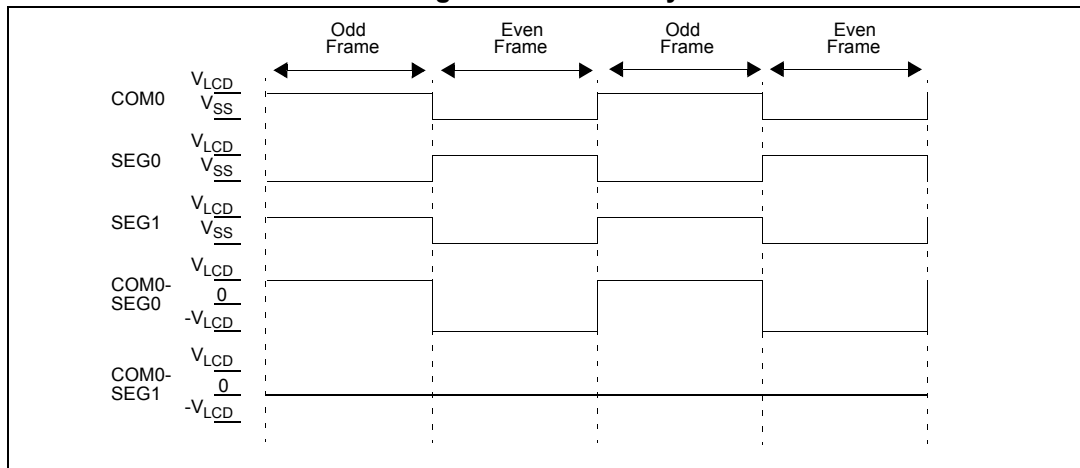 Odd Frame
Even Frame
Odd Frame
Even Frame
COM0
VLCD
VSS
SEG0
VLCD
VSS
SEG1
VLCD
VSS
COM0-SEG0
VLCD
0
-VLCD
COM0-SEG1
VLCD
0
-VLCD